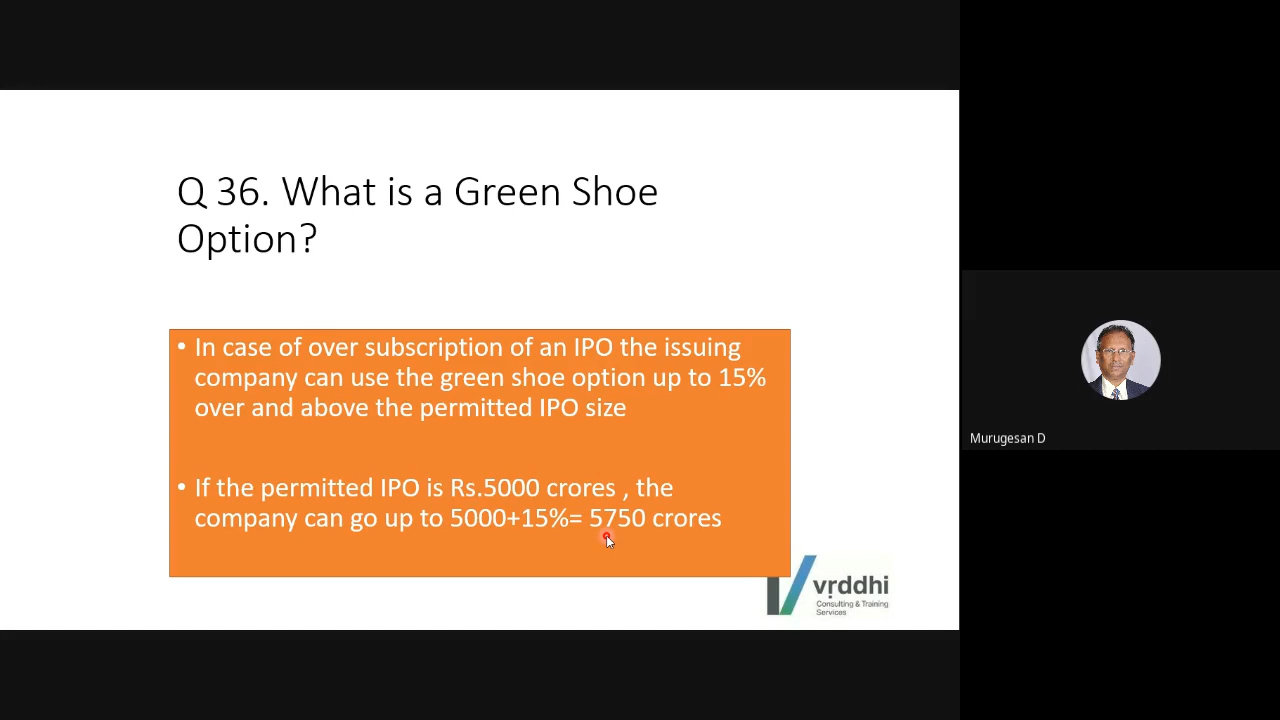 Q 36. What is a Green Shoe
Option?
• In case of over subscription of an IPO the issuing
company can use the green shoe option up to 15%
over and above the permitted IPO size
• If the permitted IPO is Rs.5000 crores , the
company can go up to 5000+15%= 5750 crores
vṛddhi
Consulting & Training
Services
Murugesan D